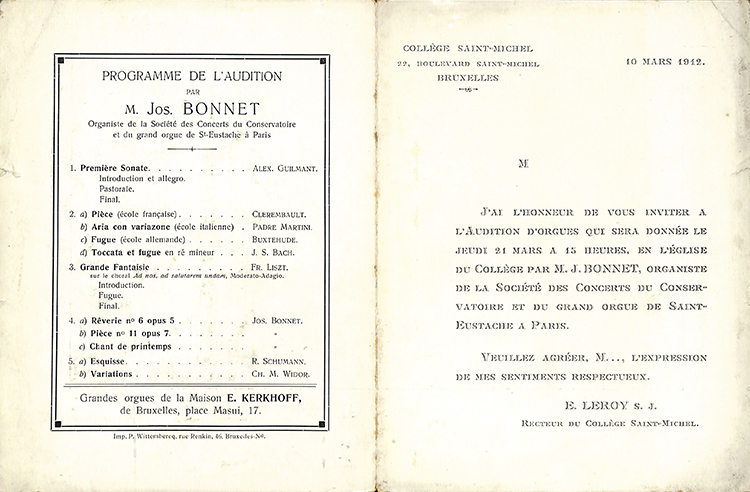 PROGRAMME DE L'AUDITION
PAR
M. Jos. BONNET
Organiste de la Société des Concerts du Conservatoire
et du grand orgue de St-Eustache à Paris
1. Première Sonate. . . . . . . . . . ALEX. GUILMANT.
Introduction et allegro.
Pastorale.
Final.
2. a) Pièce (école française) . . . . . . . CLEREMBAULT.
b) Aria con variazone (école italienne) . PADRE MARTINI.
c) Fugue (école allemande) . . . . . . BUXTEHUDE.
d) Toccata et fugue en ré mineur . . . J. S. BACH.
3. Grande Fantaisie . . . . . . . . . FR. LISZT.
sur le choral Ad nos, ad salutarem undam, Moderato-Adagio.
Introduction.
Fugue.
Final.
4. a) Rêverie no 6 opus 5 . . . . . . . JOS. BONNET.
b) Pièce no 11 opus 7. . . . . . . . "
c) Chant de printemps . . . . . . . "
5. a) Esquisse. . . . . . . . . . . . R. SCHUMANN.
b) Variations . . . . . . . . . . . CH. M. WIDOR.
Grandes orgues de la Maison E. KERKHOFF,
de Bruxelles, place Masui, 17.
Imp. P. Wittembercq, rue Renkin, 46, Bruxelles-No.
COLLÈGE SAINT-MICHEL
22, BOULEVARD SAINT-MICHEL
BRUXELLES
10 MARS 1912.
M
J'AI L'HONNEUR DE VOUS INVITER A
L'AUDITION D'ORGUES QUI SERA DONNÉE LE
JEUDI 21 MARS A 15 HEURES, EN L'ÉGLISE
DU COLLÈGE PAR M. J. BONNET, ORGANISTE
DE LA SOCIÉTÉ DES CONCERTS DU CONSER-
VATOIRE ET DU GRAND ORGUE DE SAINT-
EUSTACHE A PARIS.
VEUILLEZ AGRÉER, M..., L'EXPRESSION
DE MES SENTIMENTS RESPECTUEUX.
E. LEROY S. J.
RECTEUR DU COLLÈGE SAINT-MICHEL.